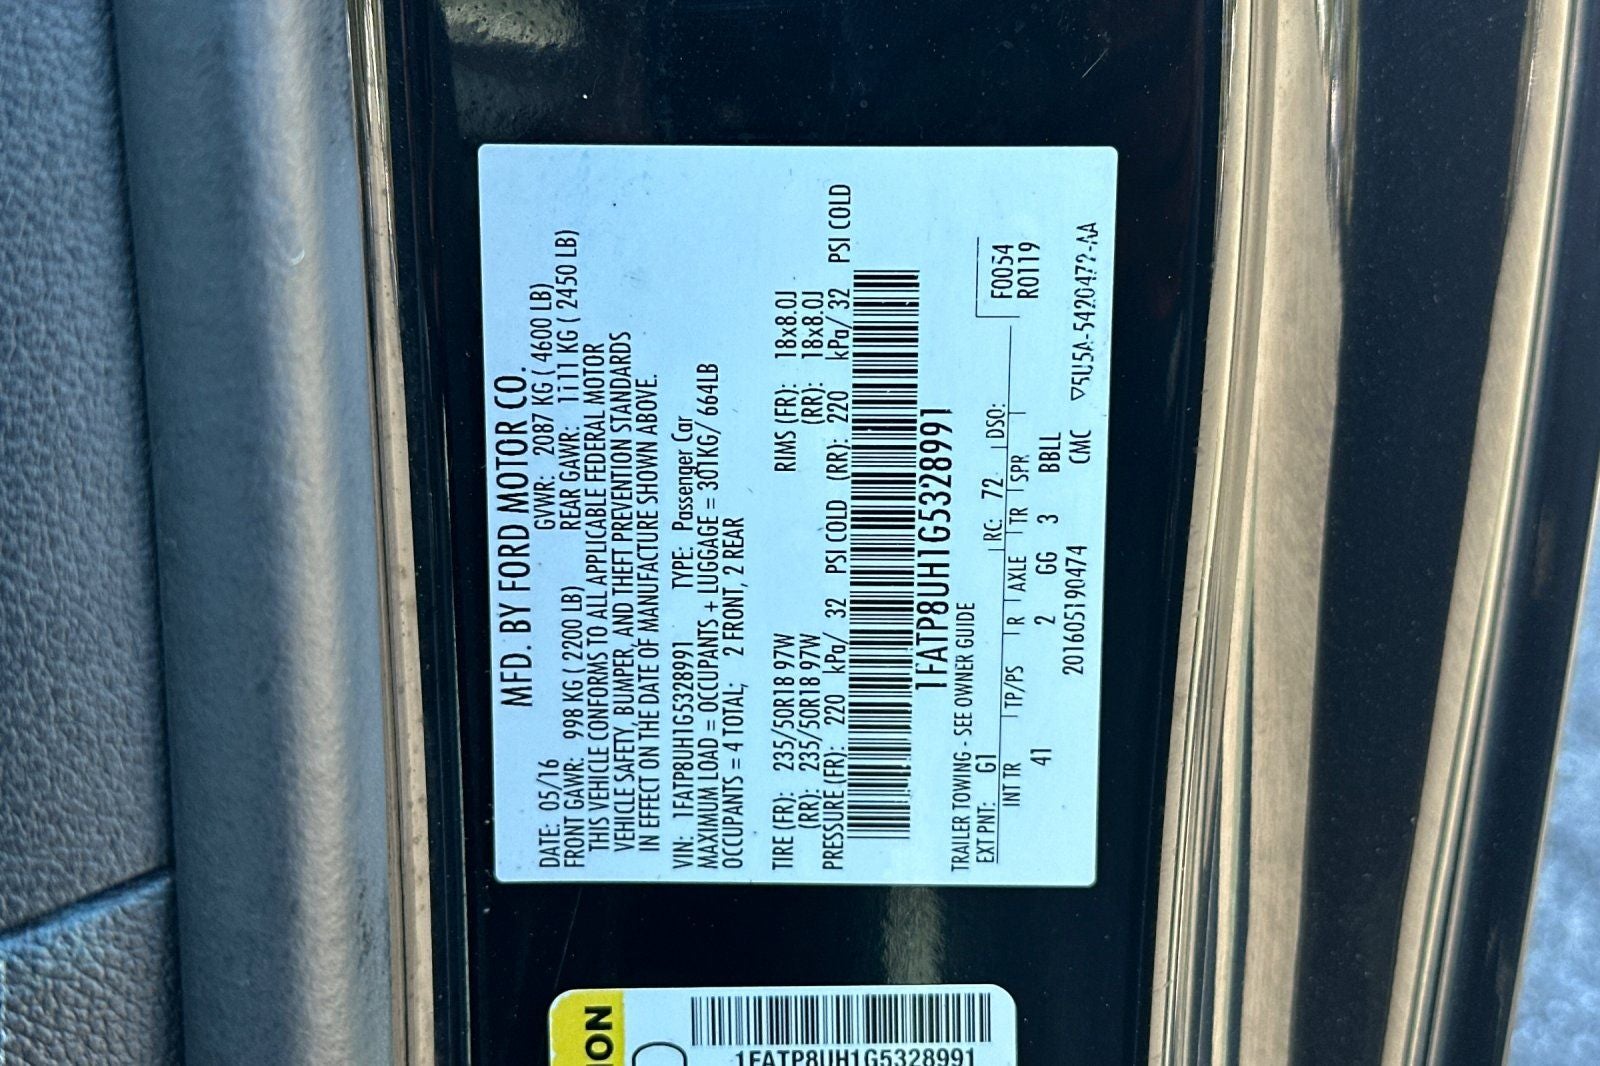 MFD. BY FORD MOTOR CO.
DATE: 05/16 GVWR: 2087 KG ( 4600 LB)
FRONT GAWR: 998 KG ( 2200 LB) REAR GAWR: 1111 KG ( 2450 LB)
THIS VEHICLE CONFORMS TO ALL APPLICABLE FEDERAL MOTOR
VEHICLE SAFETY, BUMPER, AND THEFT PREVENTION STANDARDS
IN EFFECT ON THE DATE OF MANUFACTURE SHOWN ABOVE.
VIN: 1FATP8UH1G5328991 TYPE: Passenger Car
MAXIMUM LOAD = OCCUPANTS + LUGGAGE = 301KG/ 664LB
OCCUPANTS = 4 TOTAL, 2 FRONT, 2 REAR
TIRE (FR): 235/50R18 97W RIMS (FR): 18x8.0J
(RR): 235/50R18 97W (RR): 18x8.0J
PRESSURE (FR): 220 kPa/ 32 PSI COLD (RR): 220 kPa/ 32 PSI COLD
1FATP8UH1G5328991
TRAILER TOWING - SEE OWNER GUIDE
EXT PNT: G1 RC: 72 DSO: F0054
R0119
INT TR TP/PS R AXLE TR SPR
41 2 GG 3 BBLL
201605190474 CMC ▽5U5A-5420472-AA
ION
1FATP8UH1G5328991